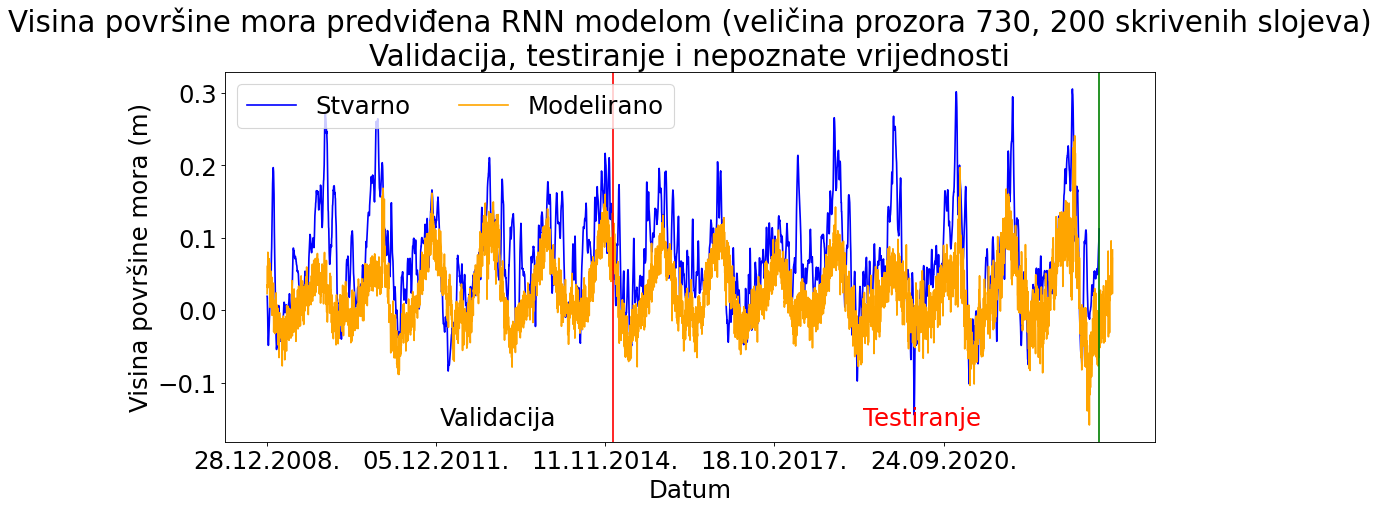 Visina površine mora predviđena RNN modelom (veličina prozora 730, 200 skrivenih slojeva)
Validacija, testiranje i nepoznate vrijednosti
Stvarno Modelirano
Visina površine mora (m)
0.3
0.2
0.1
0.0
−0.1
Validacija Testiranje
28.12.2008. 05.12.2011. 11.11.2014. 18.10.2017. 24.09.2020.
Datum